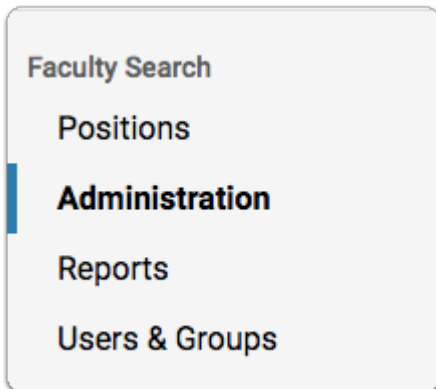 Faculty Search
Positions
Administration
Reports
Users & Groups